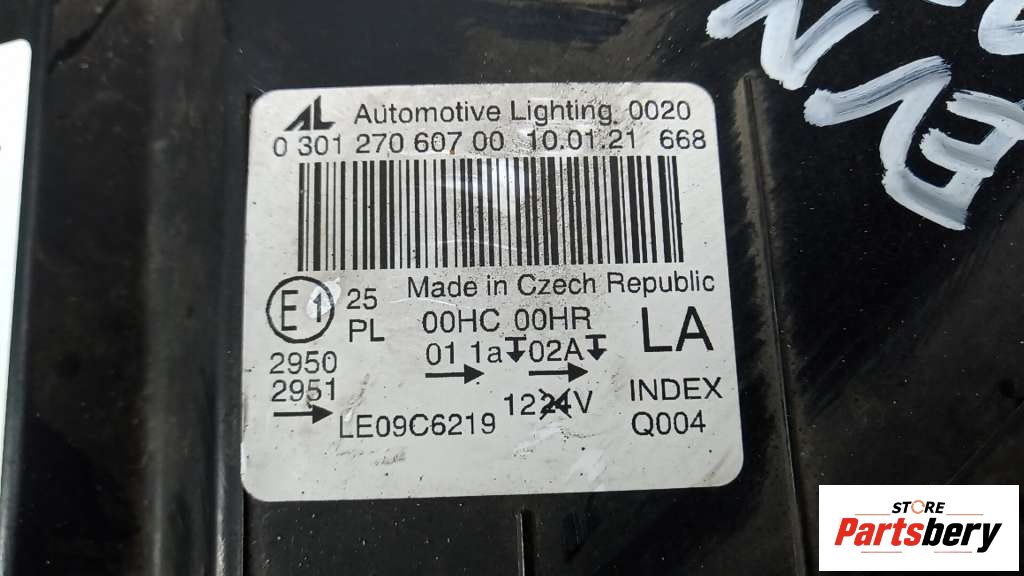 AL Automotive Lighting. 0020
0 301 270 607 00 10.01.21 668
E1 25 Made in Czech Republic
PL 00HC 00HR LA
01 1a 02A
2950
2951
LE09C6219 1224V INDEX
Q004
STORE
Partsbery